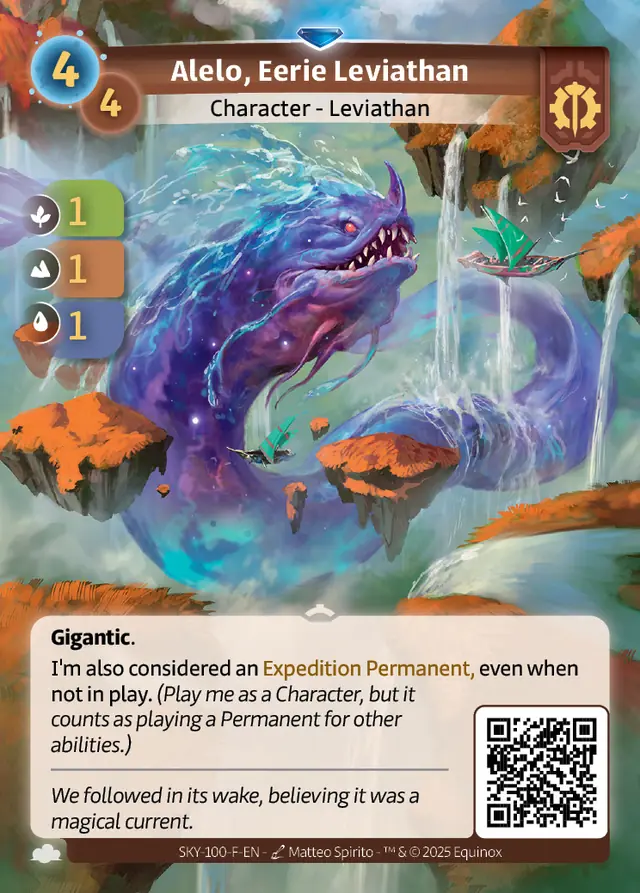 4
4
Alelo, Eerie Leviathan
Character - Leviathan
1
1
1
Gigantic.
I'm also considered an Expedition Permanent, even when
not in play. (Play me as a Character, but it
counts as playing a Permanent for other
abilities.)
We followed in its wake, believing it was a
magical current.
SKY-100-F-EN - Matteo Spirito - ™ & © 2025 Equinox